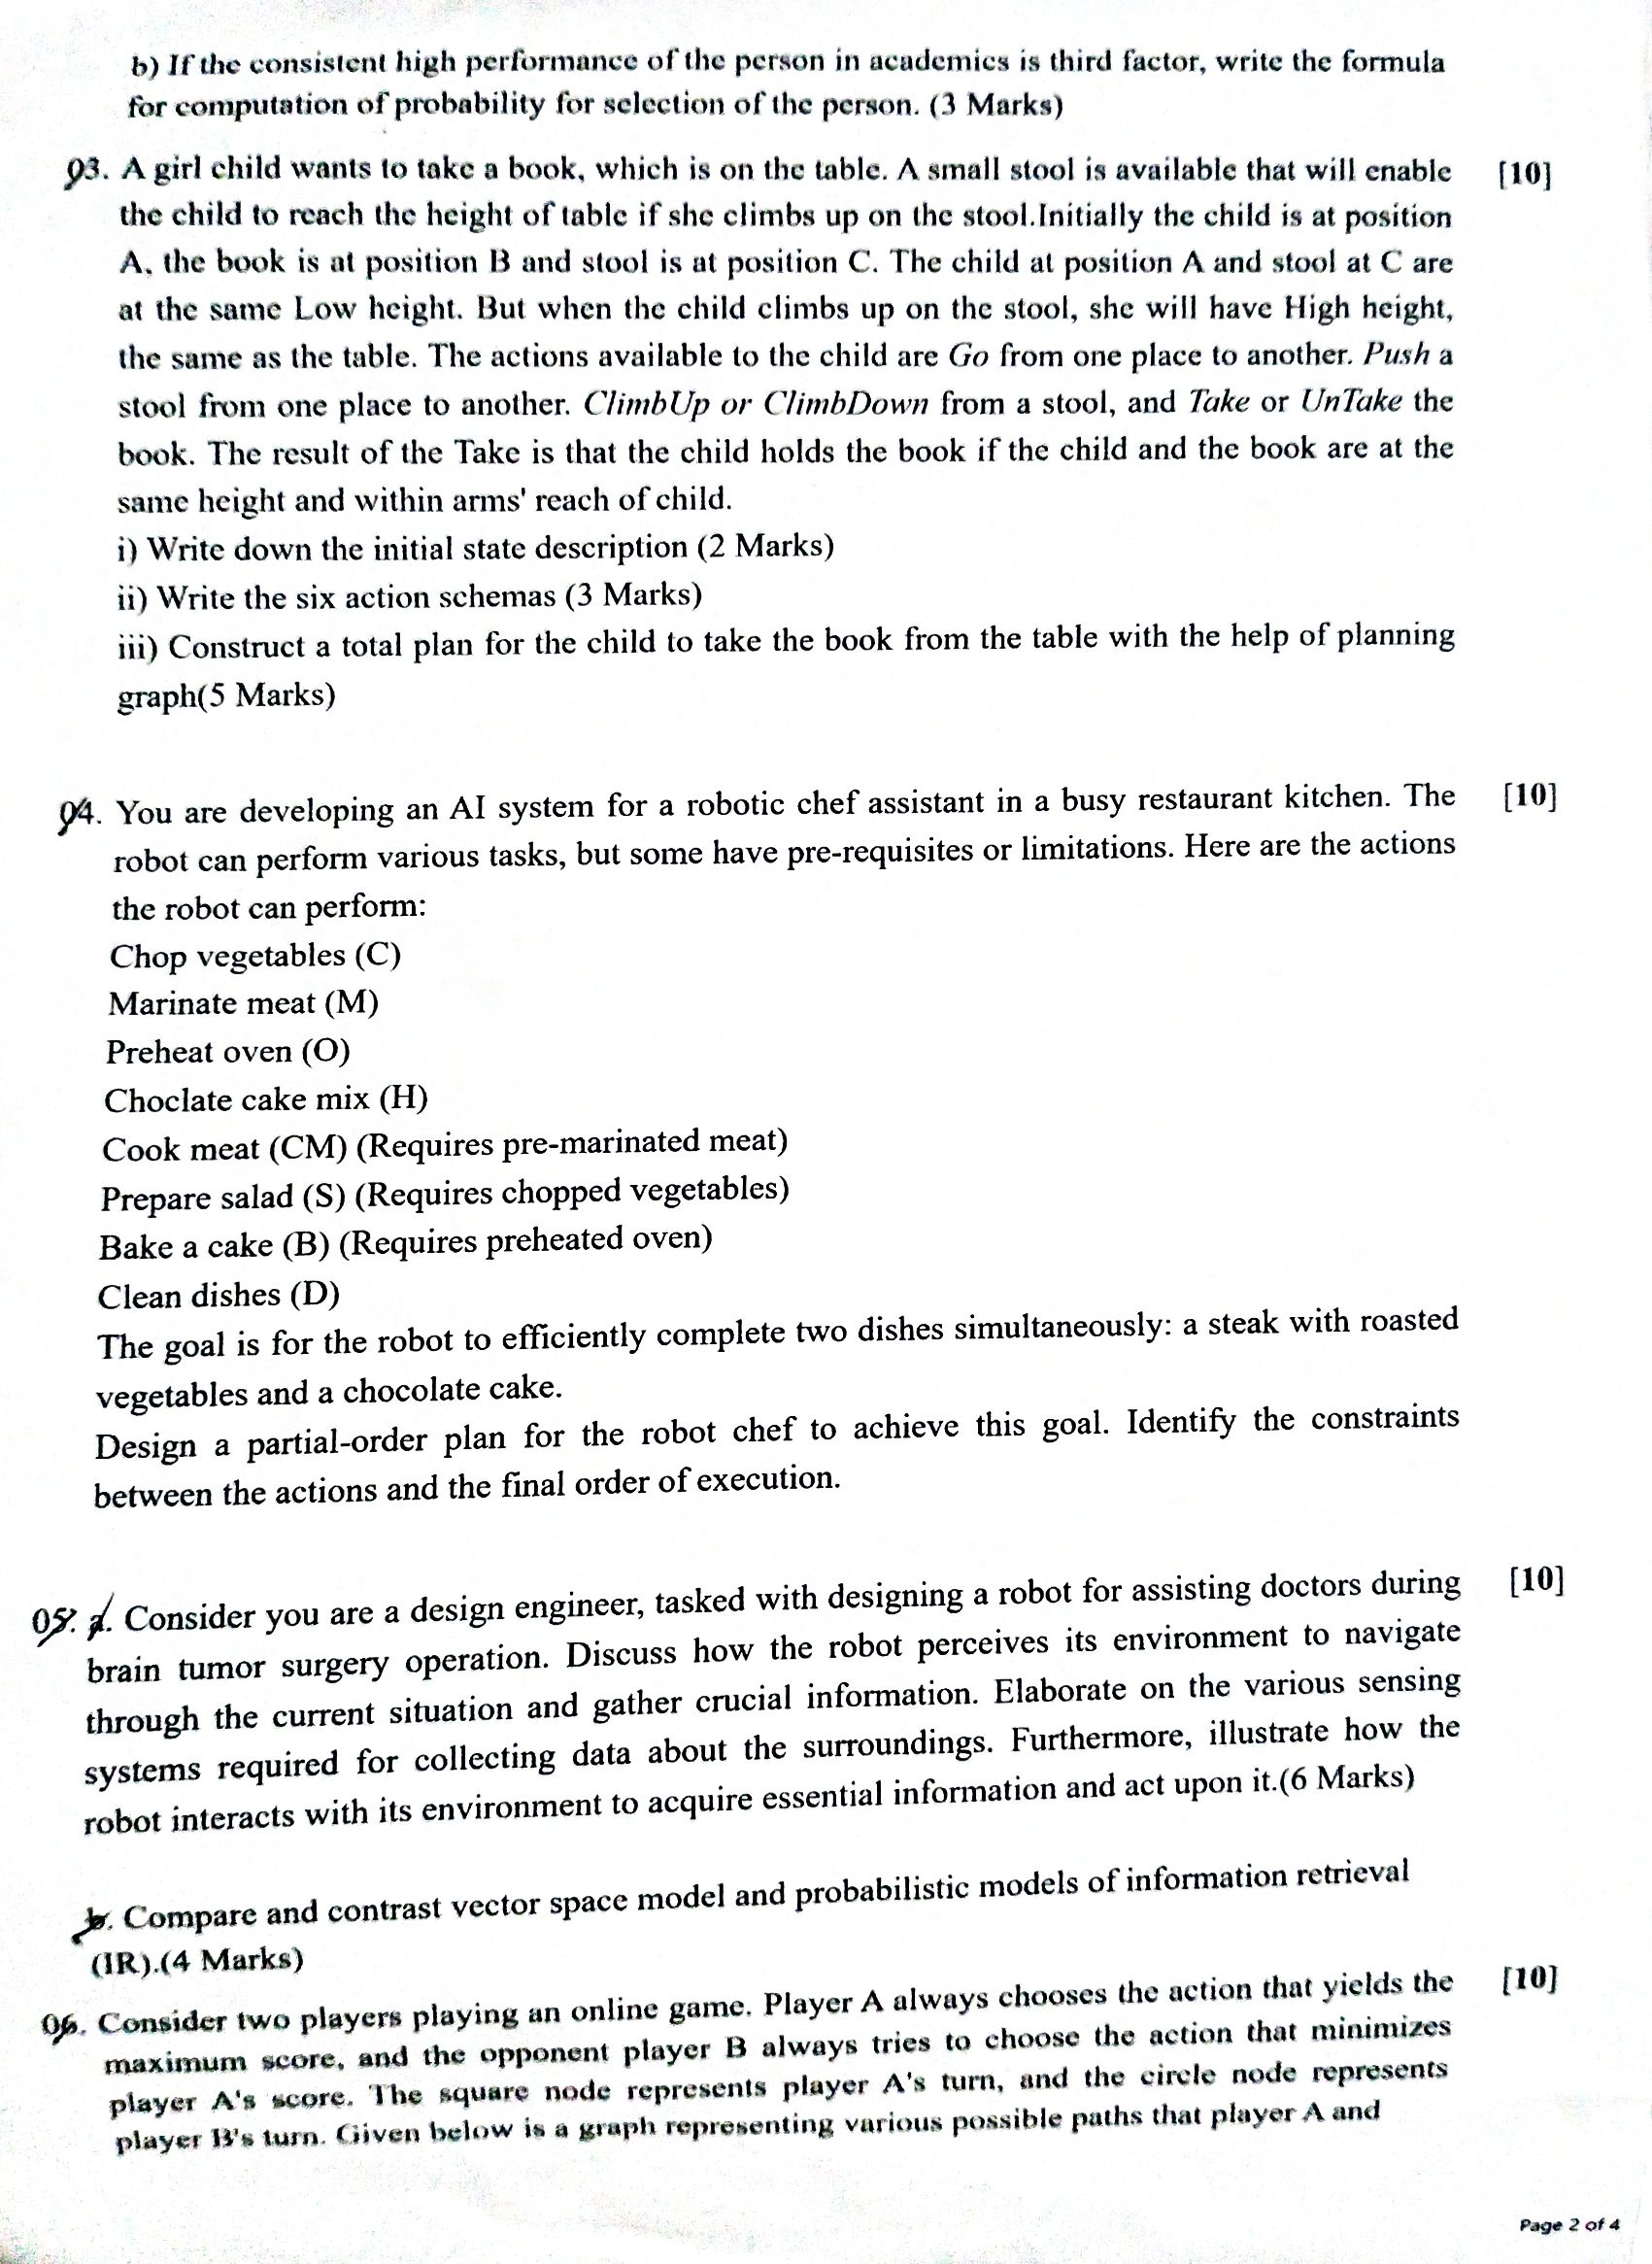 b) If the consistent high performance of the person in academics is third factor, write the formula
for computation of probability for selection of the person. (3 Marks)
03. A girl child wants to take a book, which is on the table. A small stool is available that will enable [10]
the child to reach the height of table if she climbs up on the stool.Initially the child is at position
A, the book is at position B and stool is at position C. The child at position A and stool at C are
at the same Low height. But when the child climbs up on the stool, she will have High height,
the same as the table. The actions available to the child are Go from one place to another. Push a
stool from one place to another. ClimbUp or ClimbDown from a stool, and Take or UnTake the
book. The result of the Take is that the child holds the book if the child and the book are at the
same height and within arms' reach of child.
i) Write down the initial state description (2 Marks)
ii) Write the six action schemas (3 Marks)
iii) Construct a total plan for the child to take the book from the table with the help of planning
graph(5 Marks)
04. You are developing an AI system for a robotic chef assistant in a busy restaurant kitchen. The [10]
robot can perform various tasks, but some have pre-requisites or limitations. Here are the actions
the robot can perform:
Chop vegetables (C)
Marinate meat (M)
Preheat oven (O)
Choclate cake mix (H)
Cook meat (CM) (Requires pre-marinated meat)
Prepare salad (S) (Requires chopped vegetables)
Bake a cake (B) (Requires preheated oven)
Clean dishes (D)
The goal is for the robot to efficiently complete two dishes simultaneously: a steak with roasted
vegetables and a chocolate cake.
Design a partial-order plan for the robot chef to achieve this goal. Identify the constraints
between the actions and the final order of execution.
05. a. Consider you are a design engineer, tasked with designing a robot for assisting doctors during [10]
brain tumor surgery operation. Discuss how the robot perceives its environment to navigate
through the current situation and gather crucial information. Elaborate on the various sensing
systems required for collecting data about the surroundings. Furthermore, illustrate how the
robot interacts with its environment to acquire essential information and act upon it.(6 Marks)
b. Compare and contrast vector space model and probabilistic models of information retrieval
(IR).(4 Marks)
06. Consider two players playing an online game. Player A always chooses the action that yields the [10]
maximum score, and the opponent player B always tries to choose the action that minimizes
player A's score. The square node represents player A's turn, and the circle node represents
player B's turn. Given below is a graph representing various possible paths that player A and
Page 2 of 4